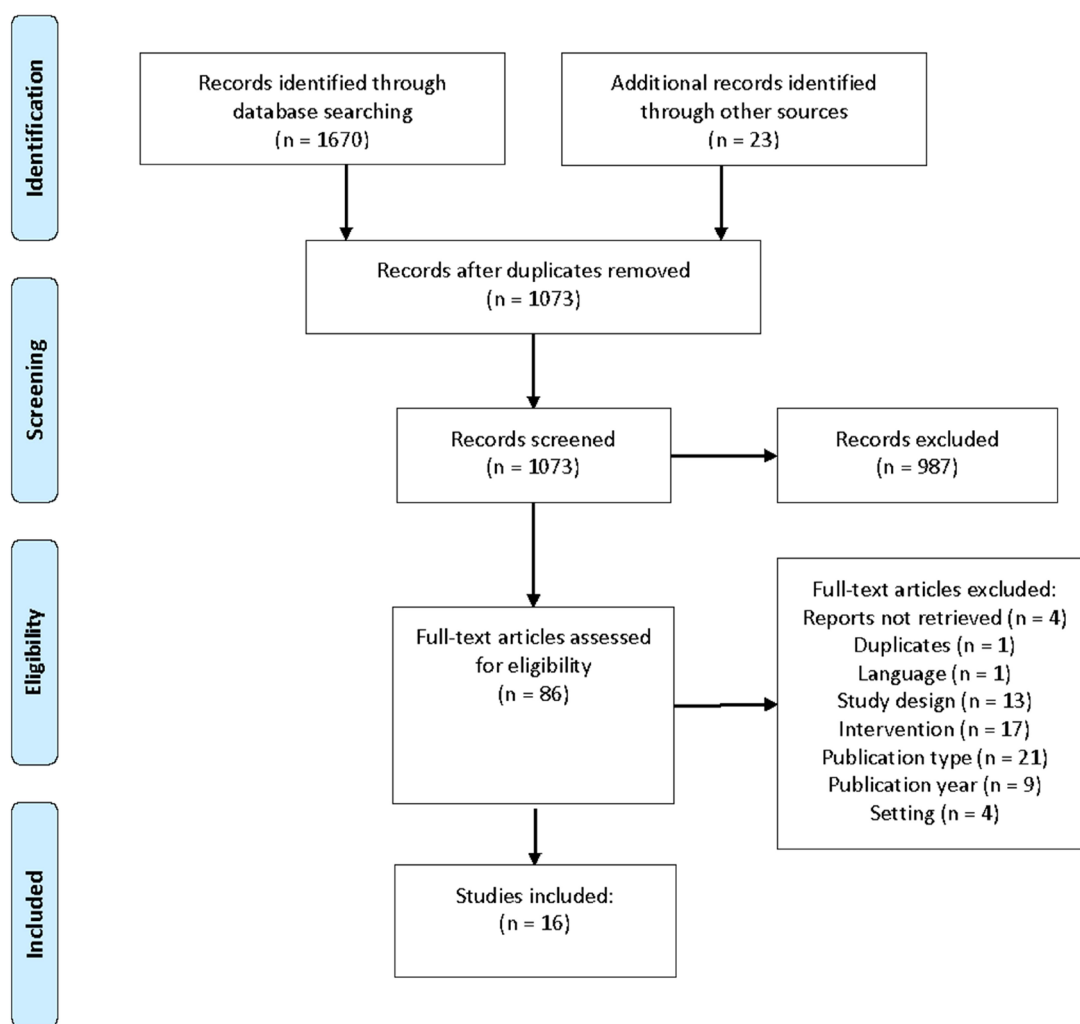 Identification
Records identified through
database searching
(n = 1670)
Additional records identified
through other sources
(n = 23)
Records after duplicates removed
(n = 1073)
Screening
Records screened
(n = 1073)
Records excluded
(n = 987)
Eligibility
Full-text articles assessed
for eligibility
(n = 86)
Full-text articles excluded:
Reports not retrieved (n = 4)
Duplicates (n = 1)
Language (n = 1)
Study design (n = 13)
Intervention (n = 17)
Publication type (n = 21)
Publication year (n = 9)
Setting (n = 4)
Included
Studies included:
(n = 16)